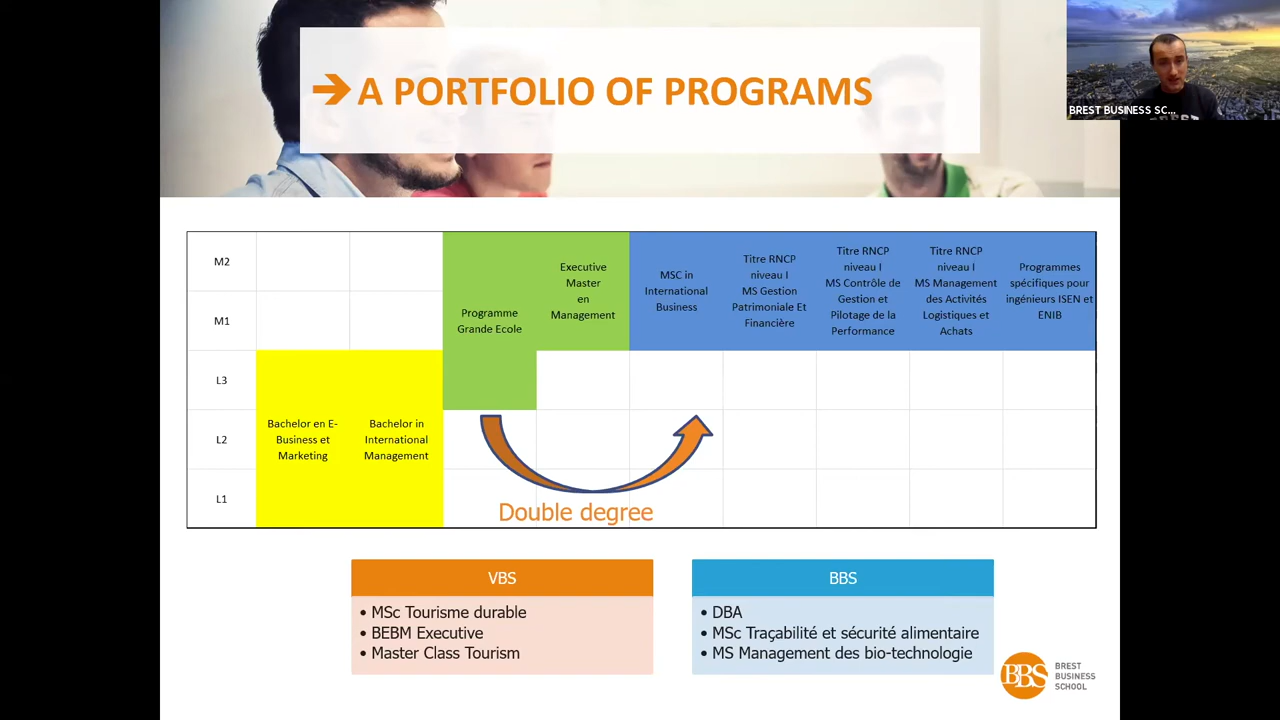 ➔ A PORTFOLIO OF PROGRAMS
BREST BUSINESS SC...
M2
M1
L3
L2
L1
Bachelor en E-
Business et
Marketing
Bachelor in
International
Management
Programme
Grande Ecole
Executive
Master
en
Management
MSC in
International
Business
Titre RNCP
niveau I
MS Gestion
Patrimoniale Et
Financière
Titre RNCP
niveau I
MS Contrôle de
Gestion et
Pilotage de la
Performance
Titre RNCP
niveau I
MS Management
des Activités
Logistiques et
Achats
Programmes
spécifiques pour
ingénieurs ISEN et
ENIB
Double degree
VBS
• MSc Tourisme durable
• BEBM Executive
• Master Class Tourism
BBS
• DBA
• MSc Traçabilité et sécurité alimentaire
• MS Management des bio-technologie
BBS
BREST
BUSINESS
SCHOOL